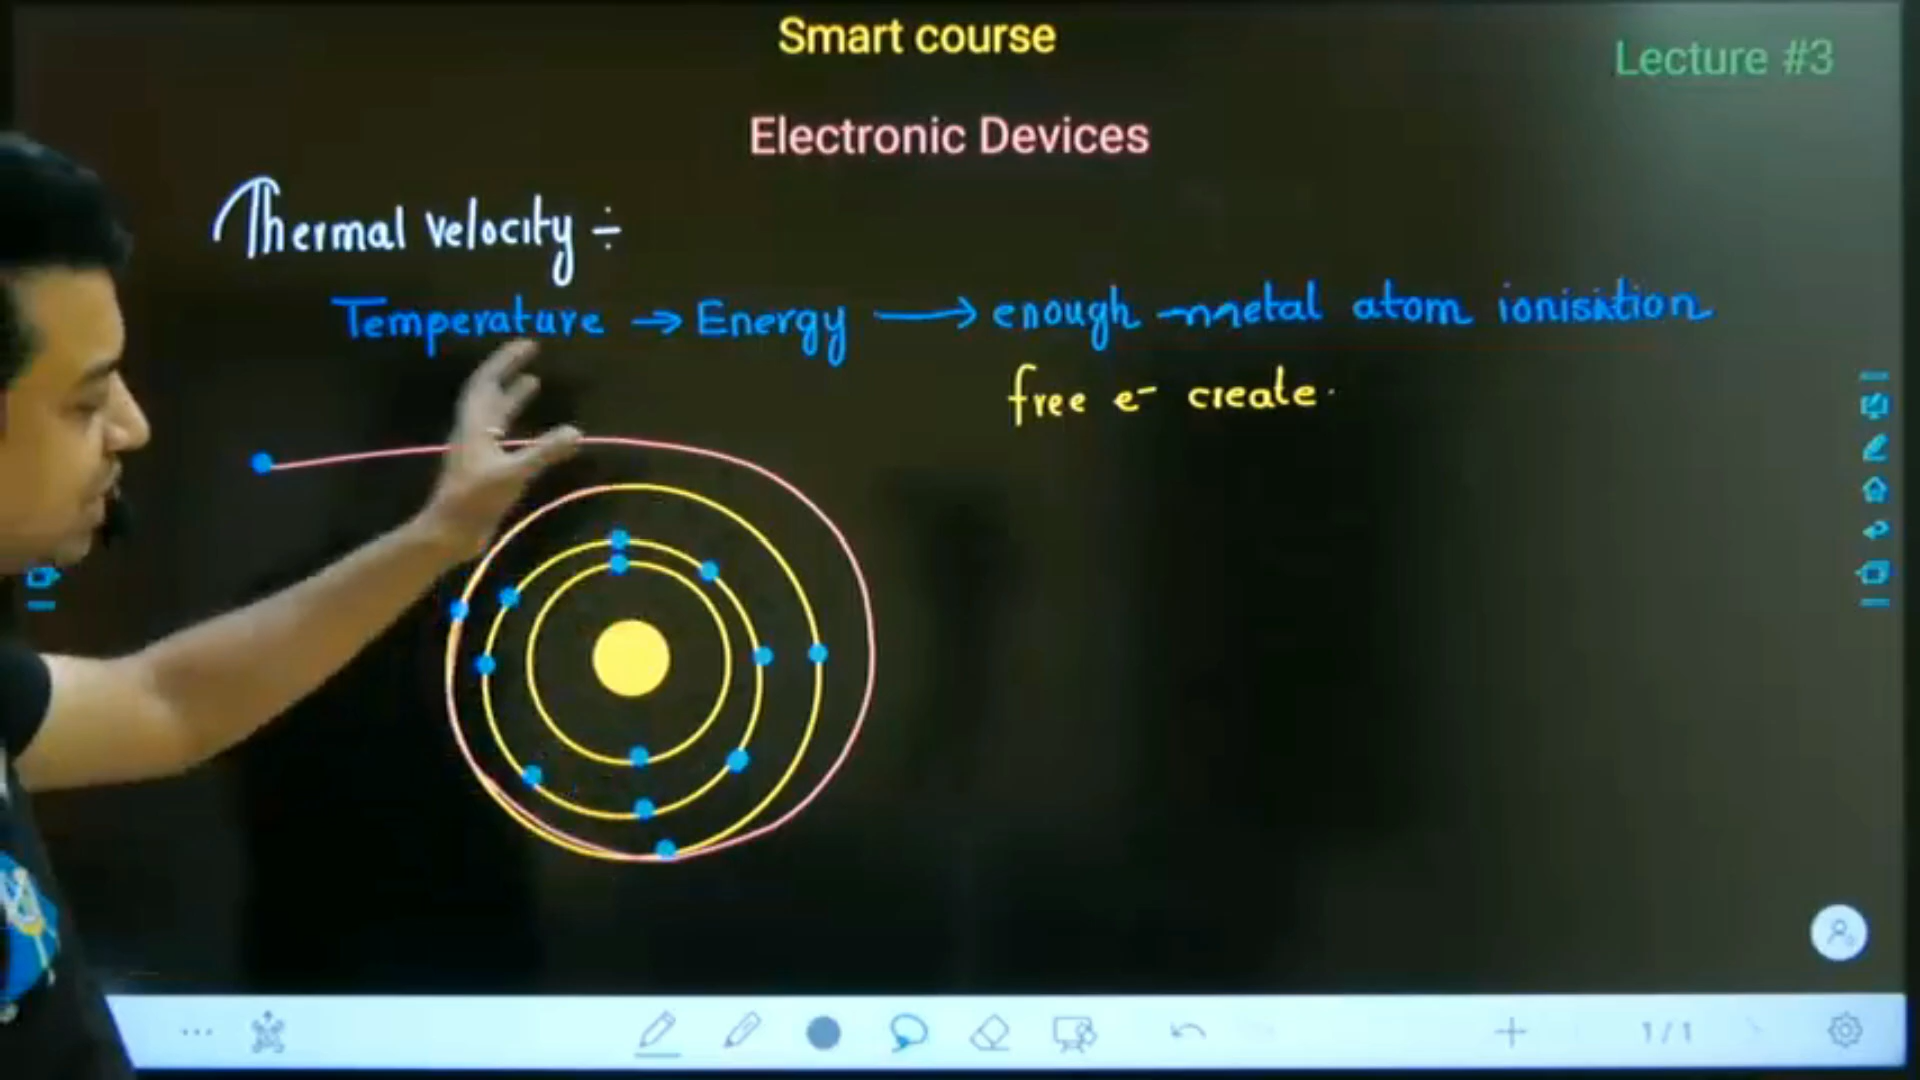 Smart course
Lecture #3
Electronic Devices
Thermal velocity ÷
Temperature → Energy → enough metal atom ionisation
free e⁻ create.
1/1